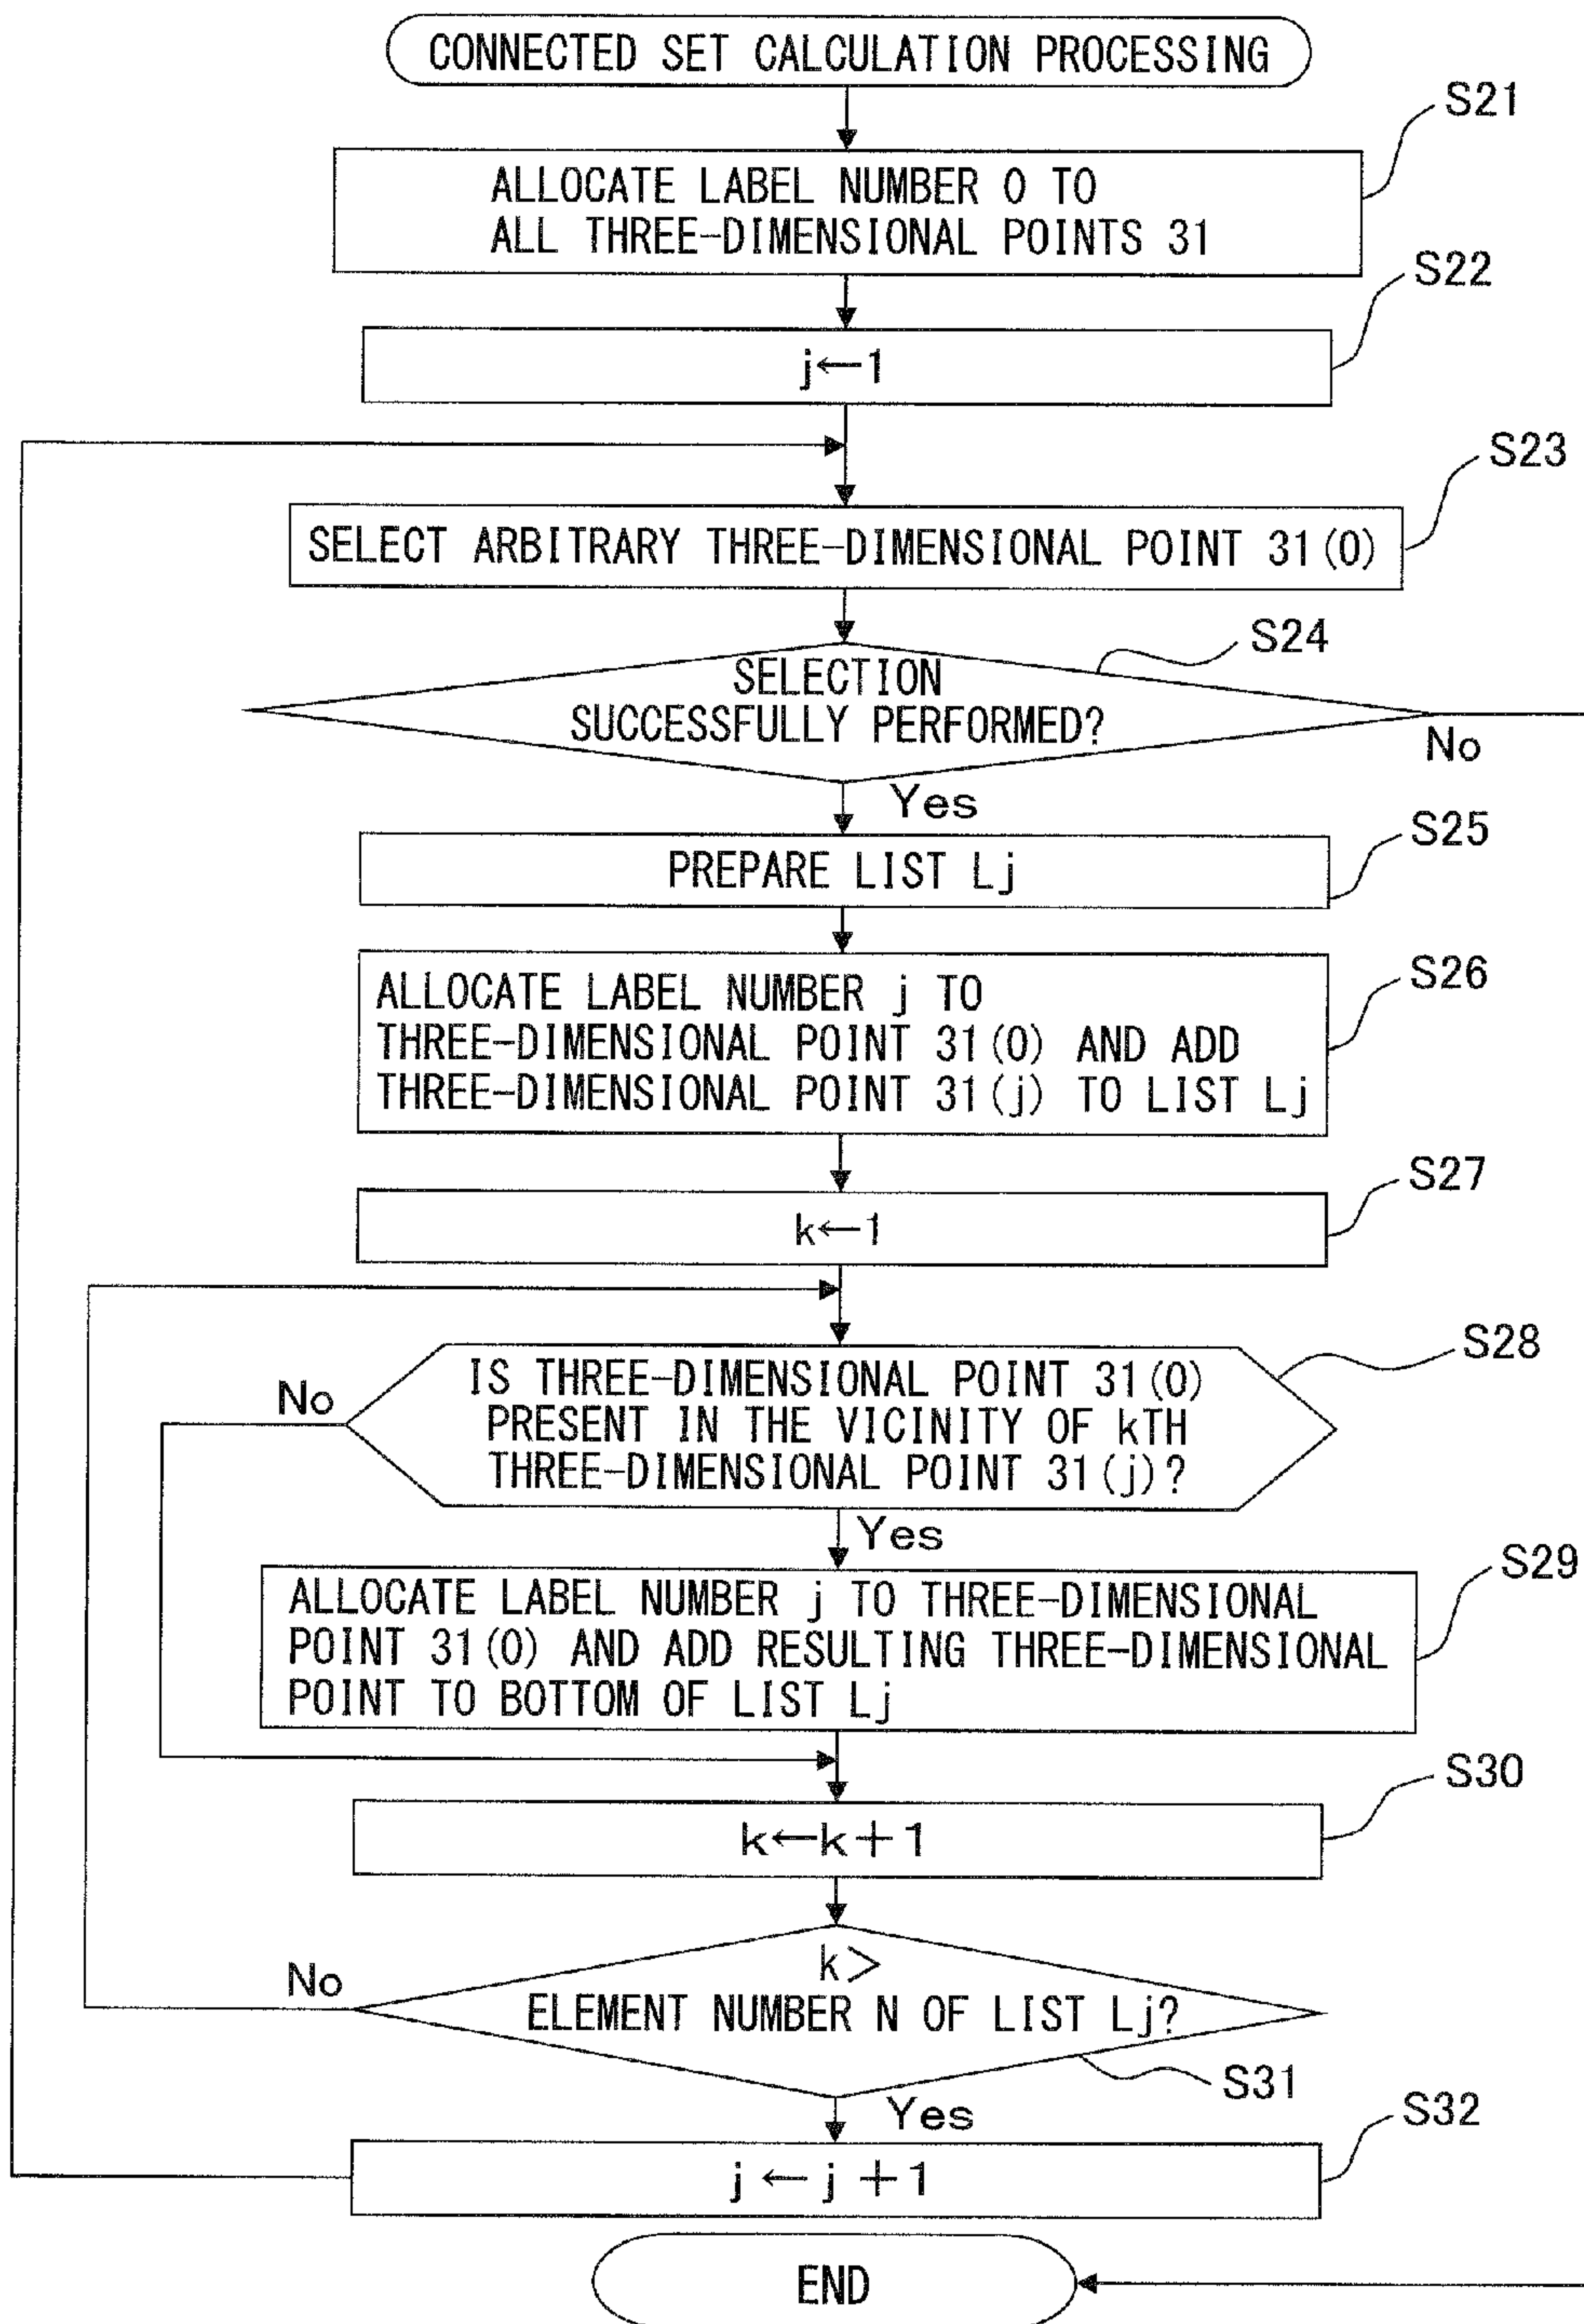 CONNECTED SET CALCULATION PROCESSING
S21
ALLOCATE LABEL NUMBER 0 TO
ALL THREE-DIMENSIONAL POINTS 31
S22
j←1
S23
SELECT ARBITRARY THREE-DIMENSIONAL POINT 31(0)
S24
SELECTION
SUCCESSFULLY PERFORMED?
No
Yes
S25
PREPARE LIST Lj
S26
ALLOCATE LABEL NUMBER j TO
THREE-DIMENSIONAL POINT 31(0) AND ADD
THREE-DIMENSIONAL POINT 31(j) TO LIST Lj
S27
k←1
S28
No
IS THREE-DIMENSIONAL POINT 31(0)
PRESENT IN THE VICINITY OF kTH
THREE-DIMENSIONAL POINT 31(j)?
Yes
S29
ALLOCATE LABEL NUMBER j TO THREE-DIMENSIONAL
POINT 31(0) AND ADD RESULTING THREE-DIMENSIONAL
POINT TO BOTTOM OF LIST Lj
S30
k←k+1
No
k>
ELEMENT NUMBER N OF LIST Lj?
S31
Yes
S32
j←j+1
END